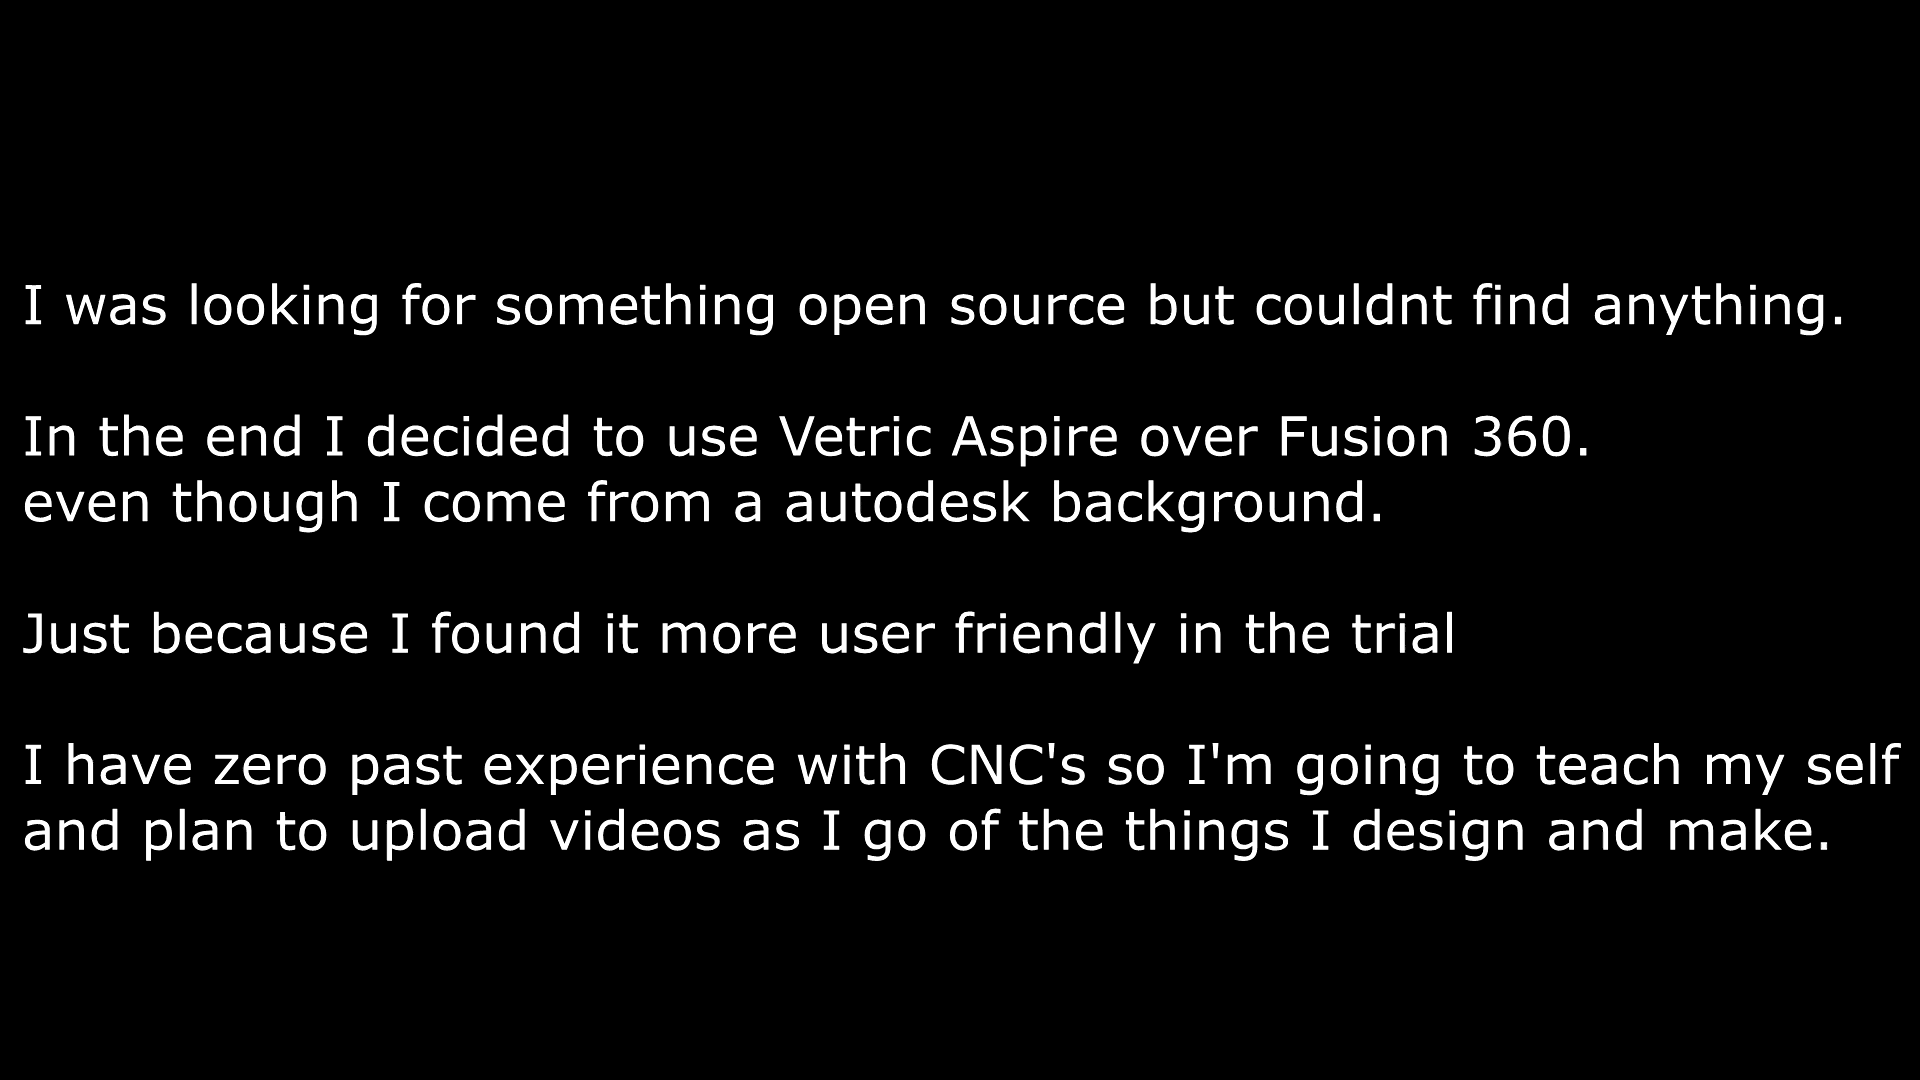 I was looking for something open source but couldnt find anything.
In the end I decided to use Vetric Aspire over Fusion 360.
even though I come from a autodesk background.
Just because I found it more user friendly in the trial
I have zero past experience with CNC's so I'm going to teach my self
and plan to upload videos as I go of the things I design and make.